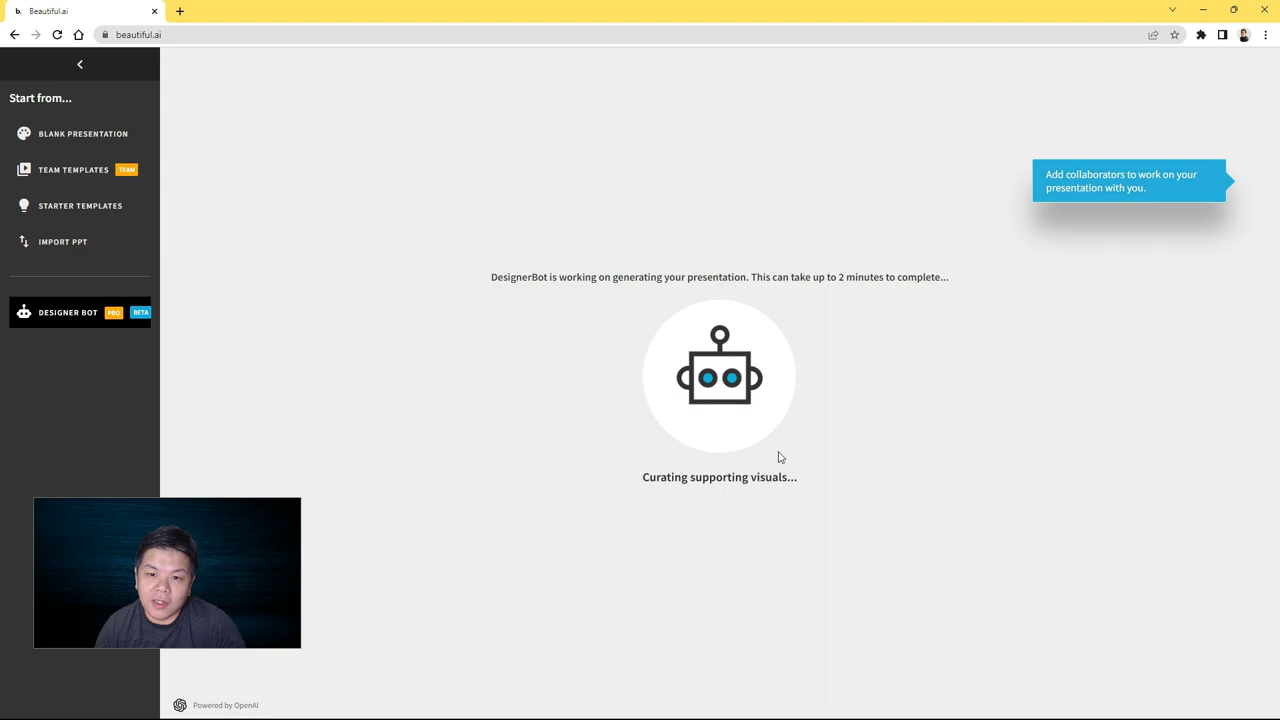 b. Beautiful.ai
beautiful.ai
Start from...
BLANK PRESENTATION
TEAM TEMPLATES TEAM
STARTER TEMPLATES
IMPORT PPT
DESIGNER BOT PRO BETA
Add collaborators to work on your
presentation with you.
DesignerBot is working on generating your presentation. This can take up to 2 minutes to complete...
Curating supporting visuals...
Powered by OpenAI